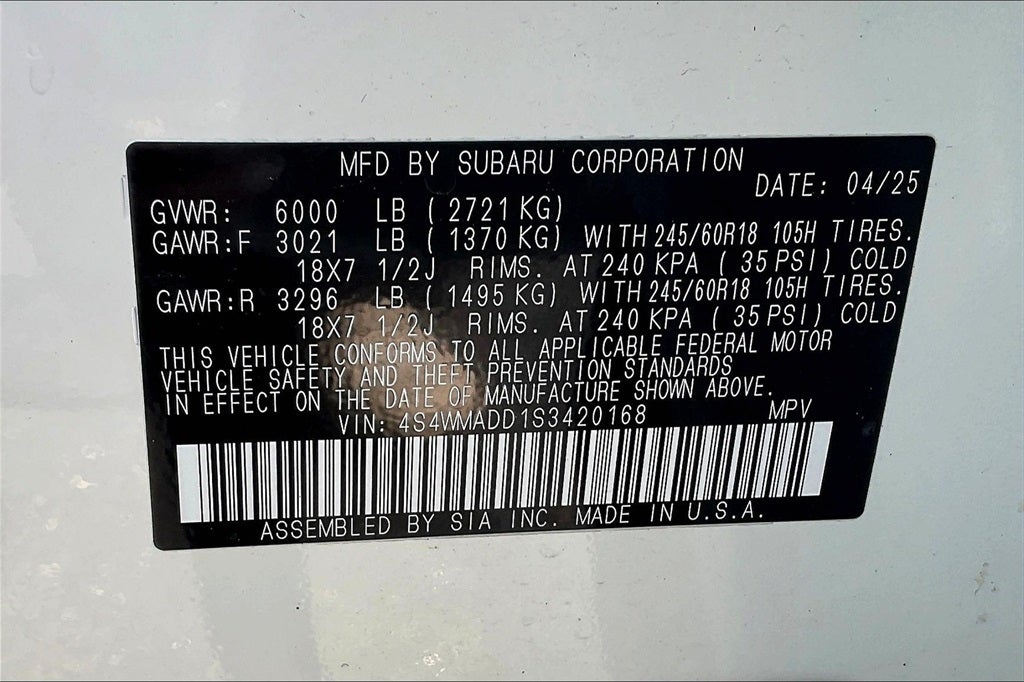 MFD BY SUBARU CORPORATION
DATE: 04/25
GVWR: 6000 LB ( 2721 KG)
GAWR:F 3021 LB ( 1370 KG) WITH 245/60R18 105H TIRES.
18X7 1/2J RIMS. AT 240 KPA ( 35 PSI) COLD
GAWR:R 3296 LB ( 1495 KG) WITH 245/60R18 105H TIRES.
18X7 1/2J RIMS. AT 240 KPA ( 35 PSI) COLD
THIS VEHICLE CONFORMS TO ALL APPLICABLE FEDERAL MOTOR
VEHICLE SAFETY AND THEFT PREVENTION STANDARDS
IN EFFECT ON THE DATE OF MANUFACTURE SHOWN ABOVE.
VIN: 4S4WMADD1S3420168 MPV
ASSEMBLED BY SIA INC. MADE IN U.S.A.